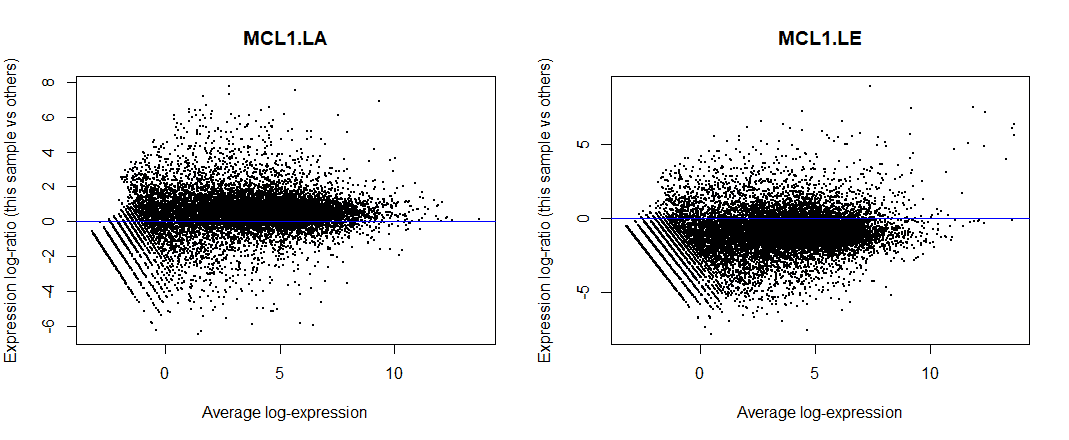 MCL1.LA
Expression log-ratio (this sample vs others)
8
6
4
2
0
-2
-4
-6
0 5 10
Average log-expression
MCL1.LE
Expression log-ratio (this sample vs others)
5
0
-5
0 5 10
Average log-expression